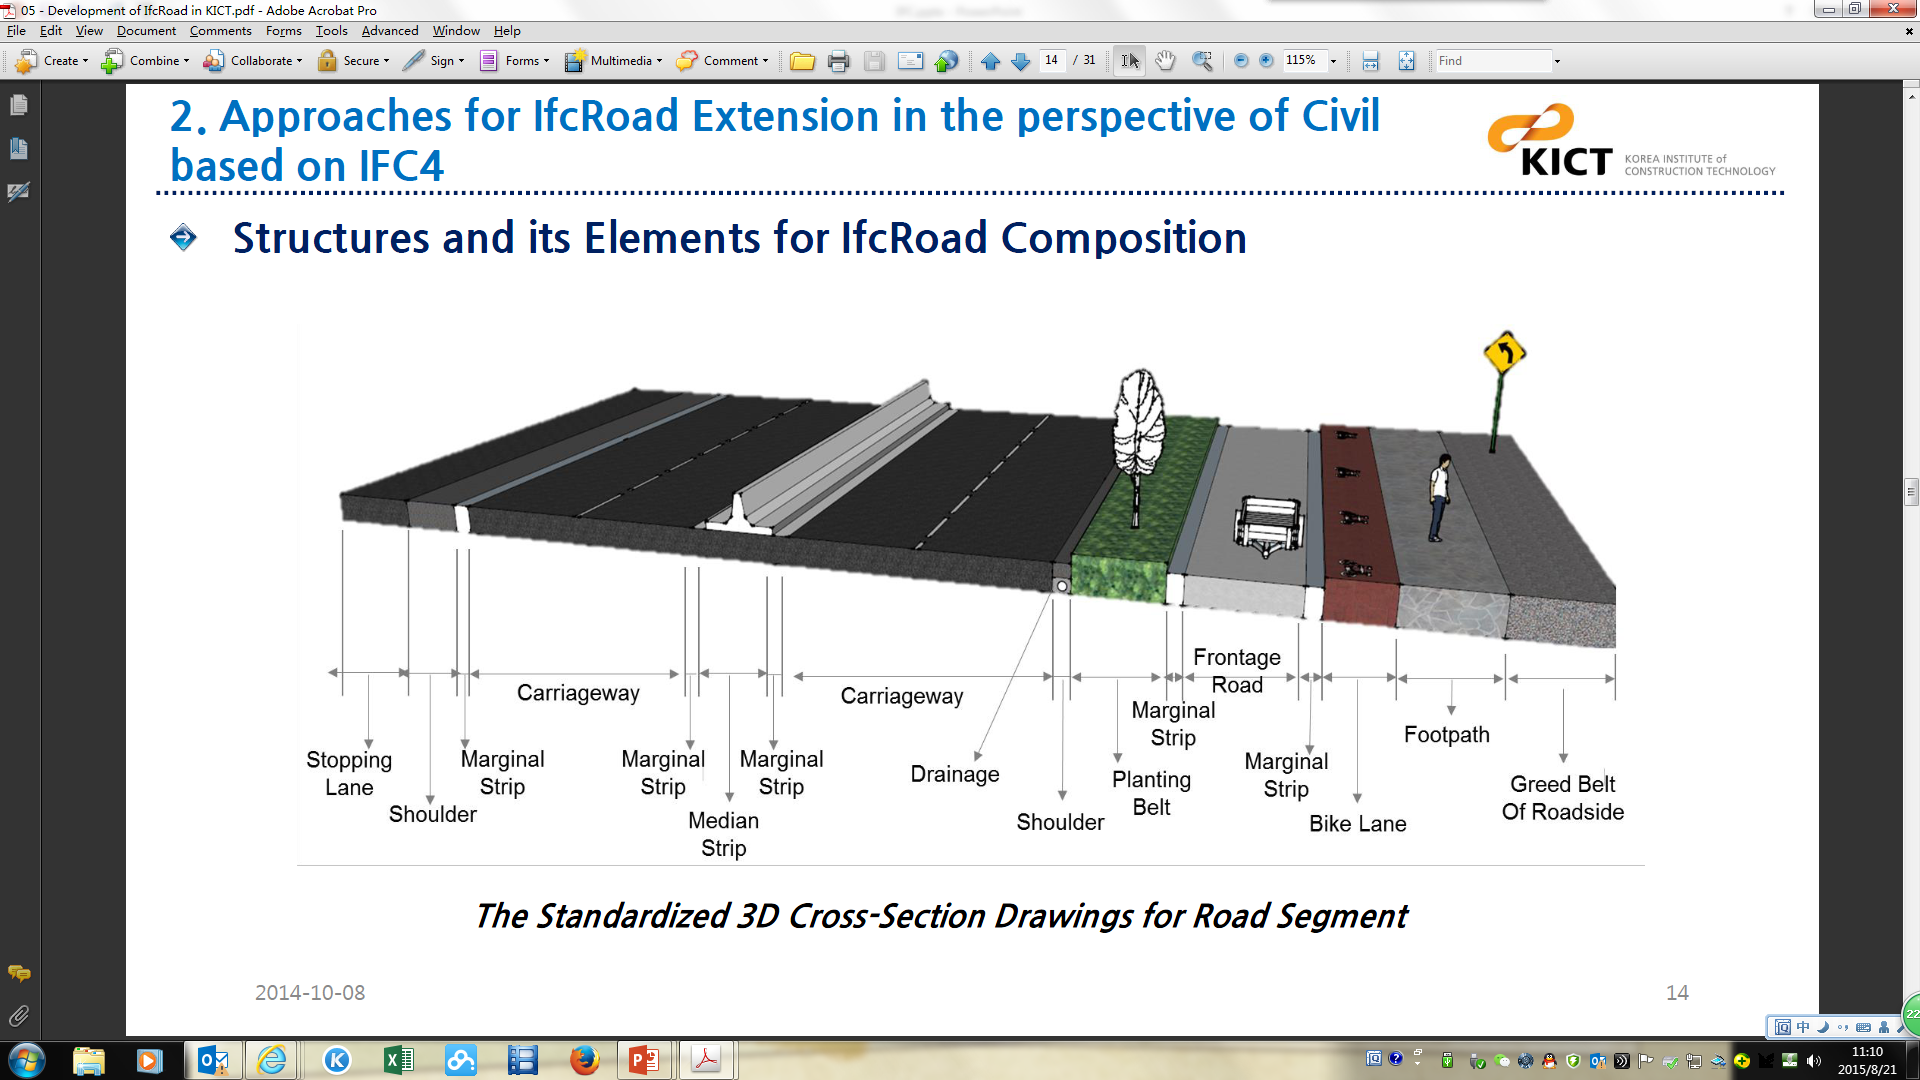 05 - Development of IfcRoad in KICT.pdf - Adobe Acrobat Pro
File Edit View Document Comments Forms Tools Advanced Window Help
Create Combine Collaborate Secure Sign Forms Multimedia Comment 14 / 31 115% Find
2. Approaches for IfcRoad Extension in the perspective of Civil
based on IFC4
KICT KOREA INSTITUTE of
CONSTRUCTION TECHNOLOGY
Structures and its Elements for IfcRoad Composition
Frontage
Road
Carriageway
Carriageway
Marginal
Strip
Footpath
Stopping
Lane
Marginal
Strip
Marginal
Strip
Marginal
Strip
Drainage
Planting
Belt
Marginal
Strip
Greed Belt
Of Roadside
Shoulder
Median
Strip
Shoulder
Bike Lane
The Standardized 3D Cross-Section Drawings for Road Segment
2014-10-08
14
22
中
11:10
2015/8/21